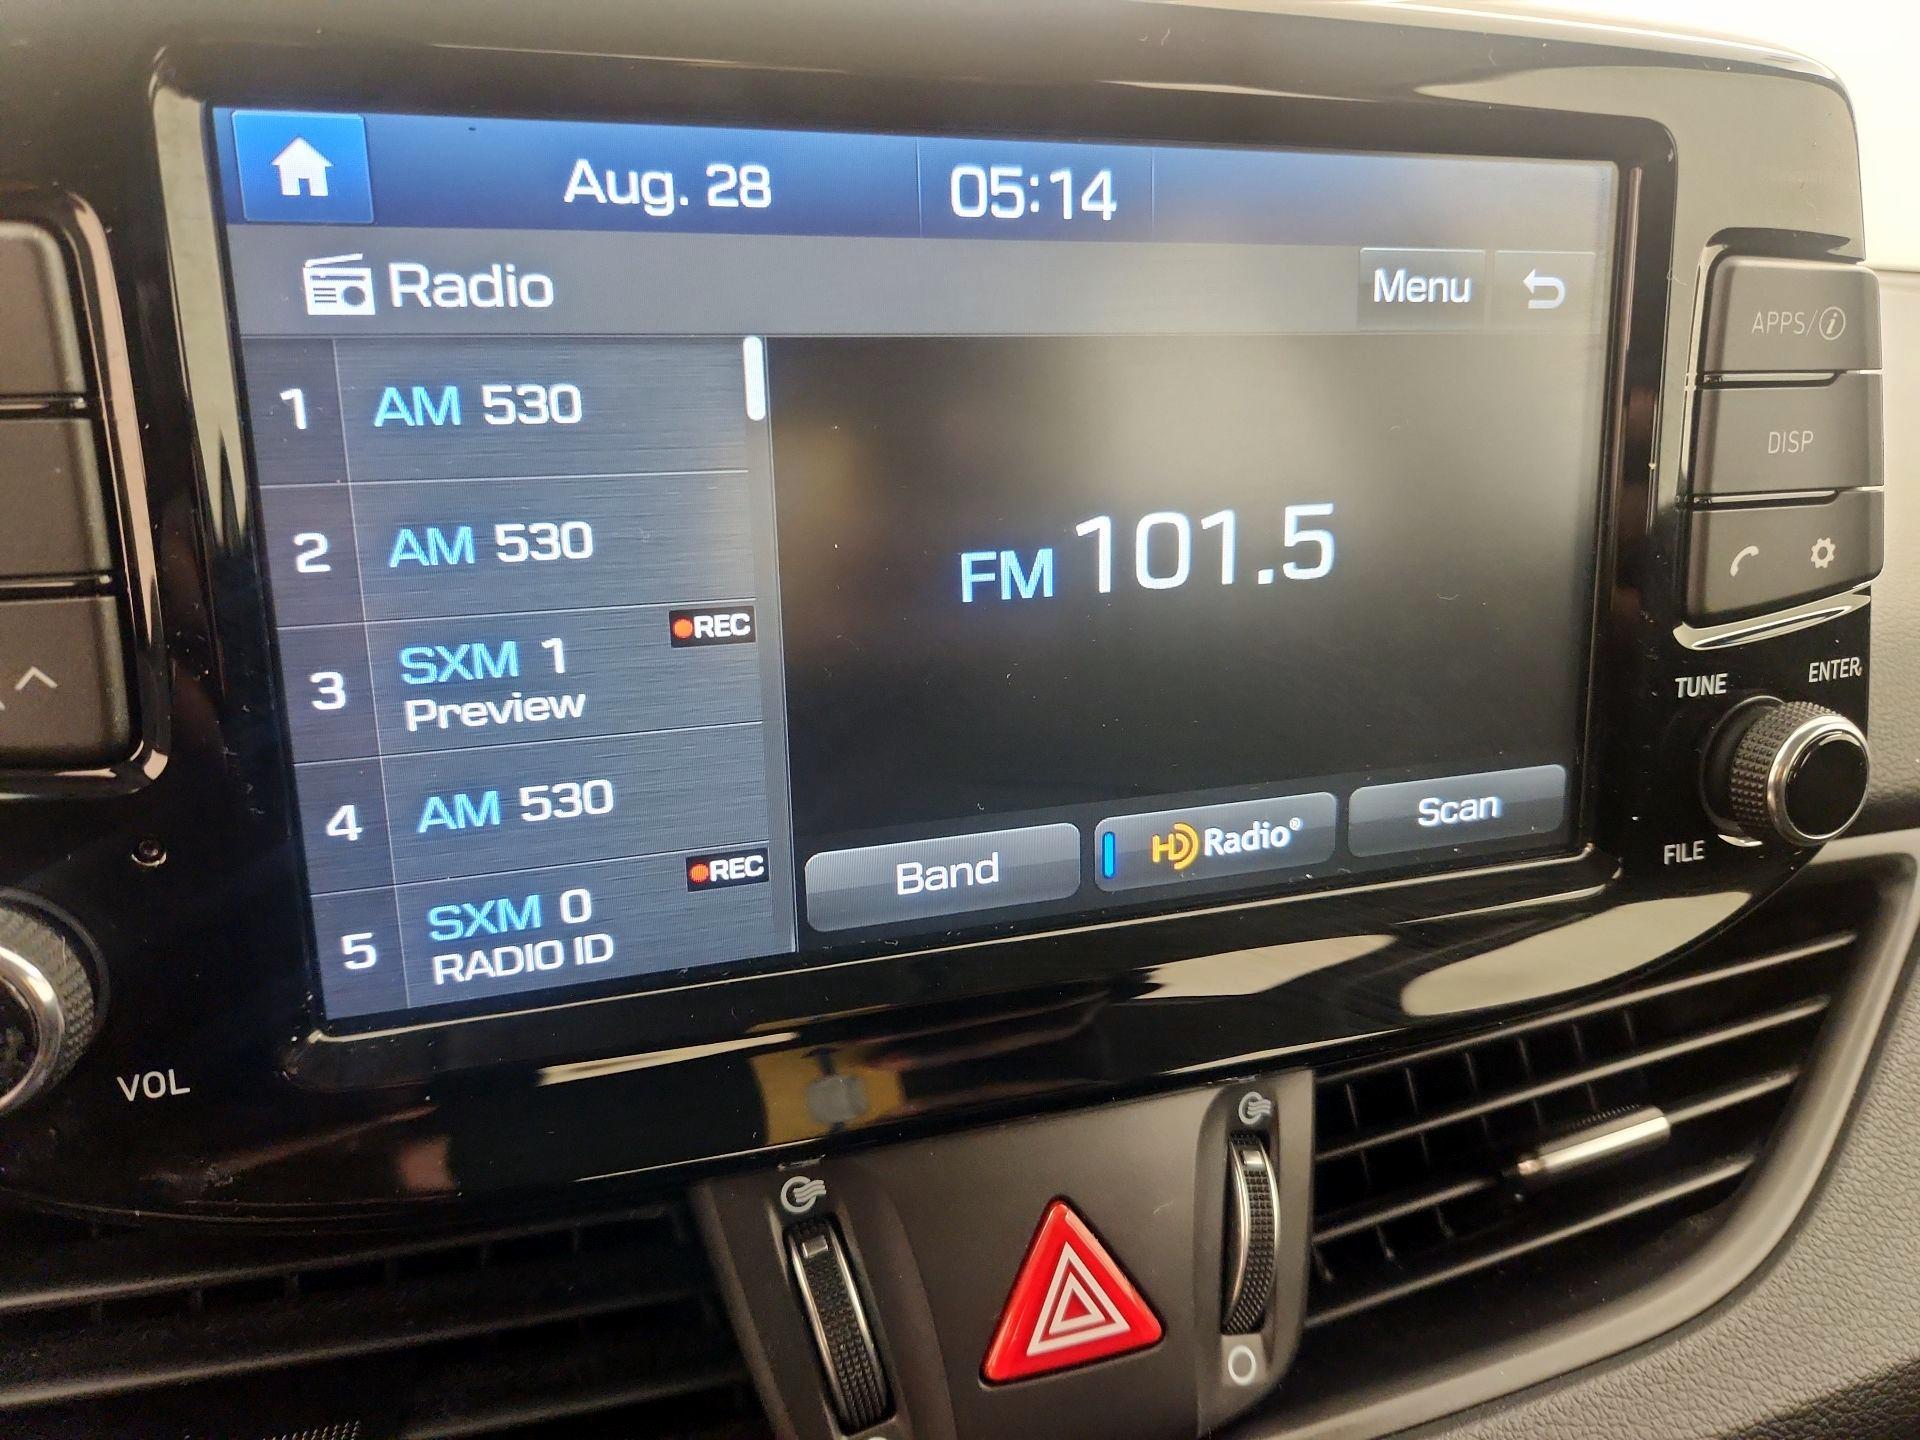 Aug. 28 05:14
Radio Menu
1 AM 530
2 AM 530
REC
3 SXM 1
Preview
4 AM 530
REC
5 SXM 0
RADIO ID
FM 101.5
Band HD Radio® Scan
APPS/i
DISP
TUNE ENTER
FILE
VOL